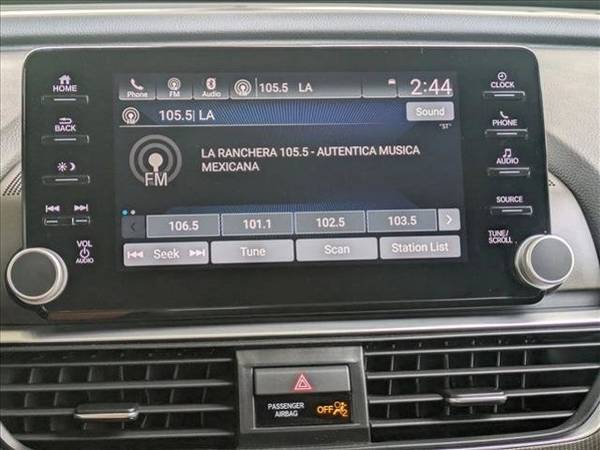 HOME
BACK
VOL
AUDIO
Phone FM Audio 105.5 LA 2:44
105.5| LA Sound
"ST"
FM
LA RANCHERA 105.5 - AUTENTICA MUSICA
MEXICANA
106.5 101.1 102.5 103.5
Seek Tune Scan Station List
CLOCK
PHONE
AUDIO
SOURCE
TUNE/
SCROLL
PASSENGER
AIRBAG
OFF